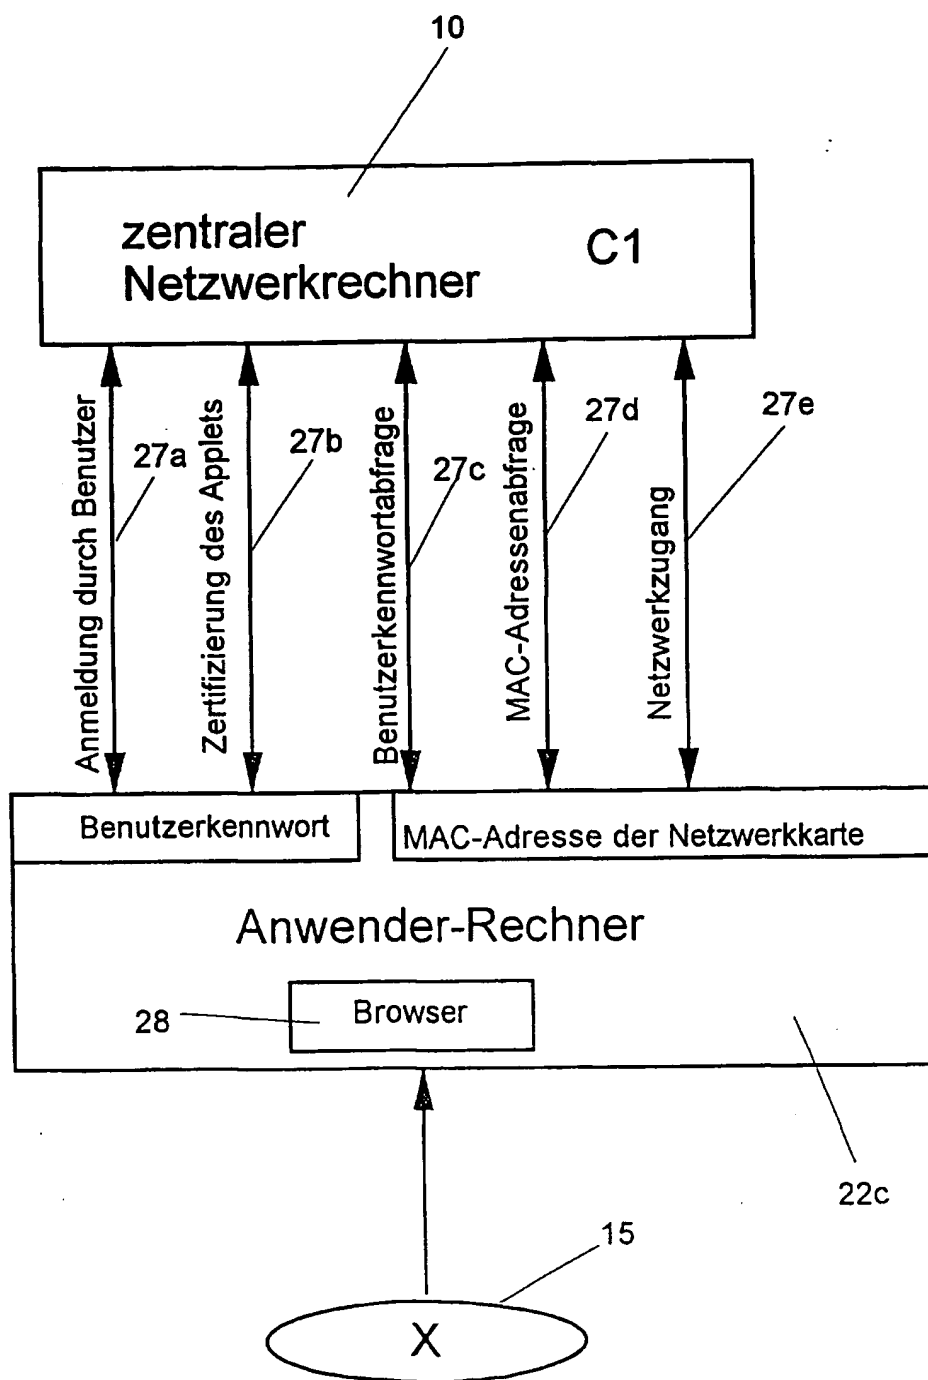 10
zentraler
Netzwerkrechner
C1
Anmeldung durch Benutzer
27a
Zertifizierung des Applets
27b
Benutzerkennwortabfrage
27c
MAC-Adressenabfrage
27d
Netzwerkzugang
27e
Benutzerkennwort
MAC-Adresse der Netzwerkkarte
Anwender-Rechner
28
Browser
22c
15
X